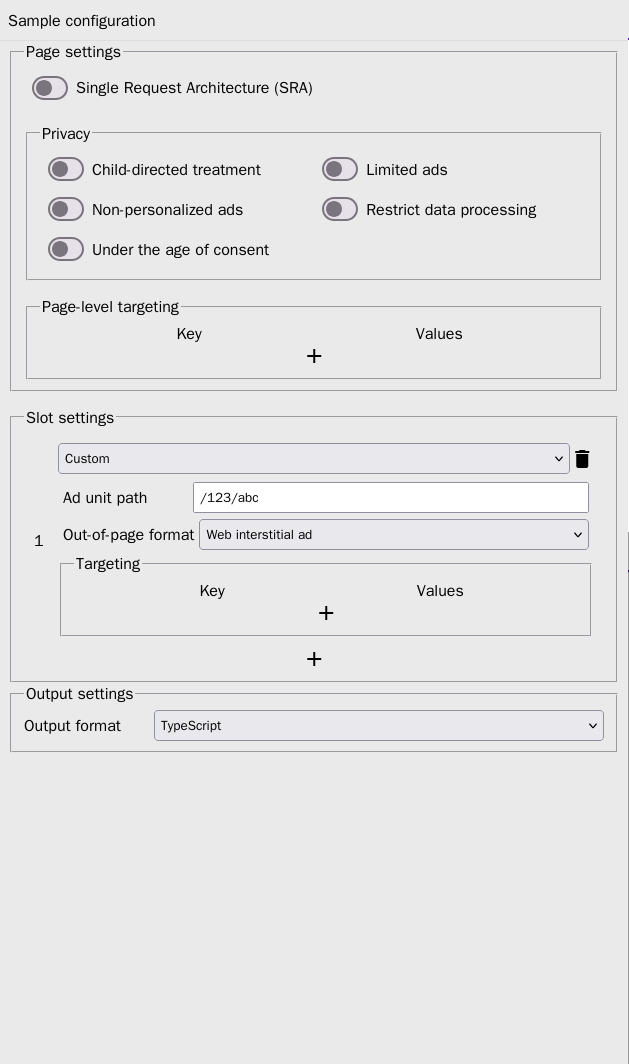 Sample configuration
Page settings
Single Request Architecture (SRA)
Privacy
Child-directed treatment
Limited ads
Non-personalized ads
Restrict data processing
Under the age of consent
Page-level targeting
Key Values
+
Slot settings
Custom
Ad unit path /123/abc
1
Out-of-page format Web interstitial ad
Targeting
Key Values
+
+
Output settings
Output format TypeScript